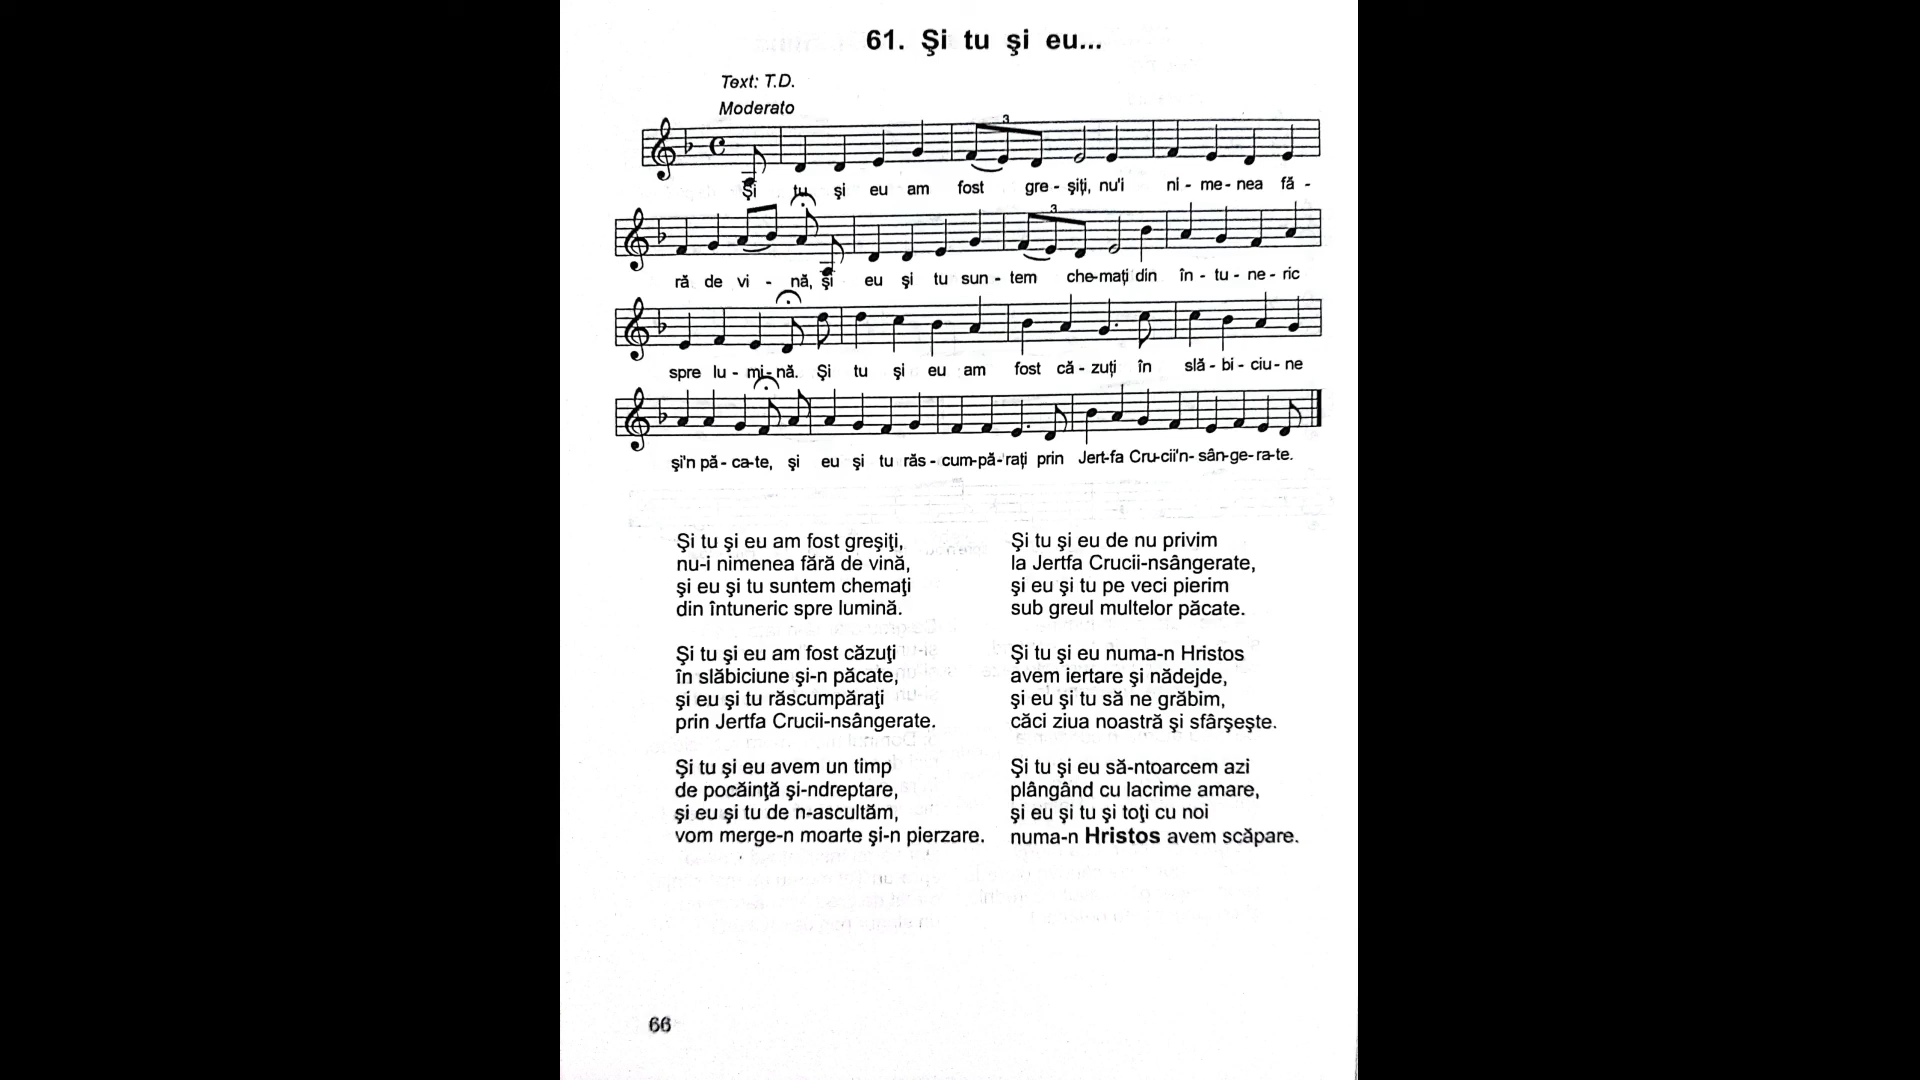 61. Şi tu şi eu...
Text: T.D.
Moderato
3
Şi tu şi eu am fost gre - şiţi, nu'i ni - me - nea fă -
3
ră de vi - nă, şi eu şi tu sun - tem che-maţi din în - tu - ne - ric
spre lu - mi-nă. Şi tu şi eu am fost că - zuţi în slă - bi - ciu - ne
şi'n pă - ca-te, şi eu şi tu răs - cum-pă-raţi prin Jert-fa Cru-cii'n- sân-ge-ra-te.
Şi tu şi eu am fost greşiţi,
nu-i nimenea fără de vină,
şi eu şi tu suntem chemaţi
din întuneric spre lumină.
Şi tu şi eu am fost căzuţi
în slăbiciune şi-n păcate,
şi eu şi tu răscumpăraţi
prin Jertfa Crucii-nsângerate.
Şi tu şi eu avem un timp
de pocăinţă şi-ndreptare,
şi eu şi tu de n-ascultăm,
vom merge-n moarte şi-n pierzare.
Şi tu şi eu de nu privim
la Jertfa Crucii-nsângerate,
şi eu şi tu pe veci pierim
sub greul multelor păcate.
Şi tu şi eu numa-n Hristos
avem iertare şi nădejde,
şi eu şi tu să ne grăbim,
căci ziua noastră şi sfârşeşte.
Şi tu şi eu să-ntoarcem azi
plângând cu lacrime amare,
şi eu şi tu şi toţi cu noi
numa-n Hristos avem scăpare.
66